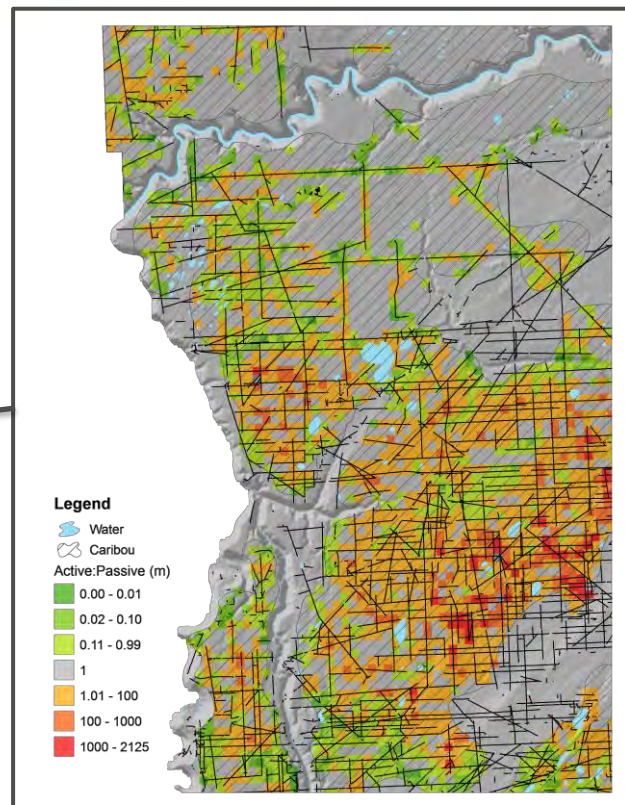 Legend
Water
Caribou
Active:Passive (m)
0.00 - 0.01
0.02 - 0.10
0.11 - 0.99
1
1.01 - 100
100 - 1000
1000 - 2125